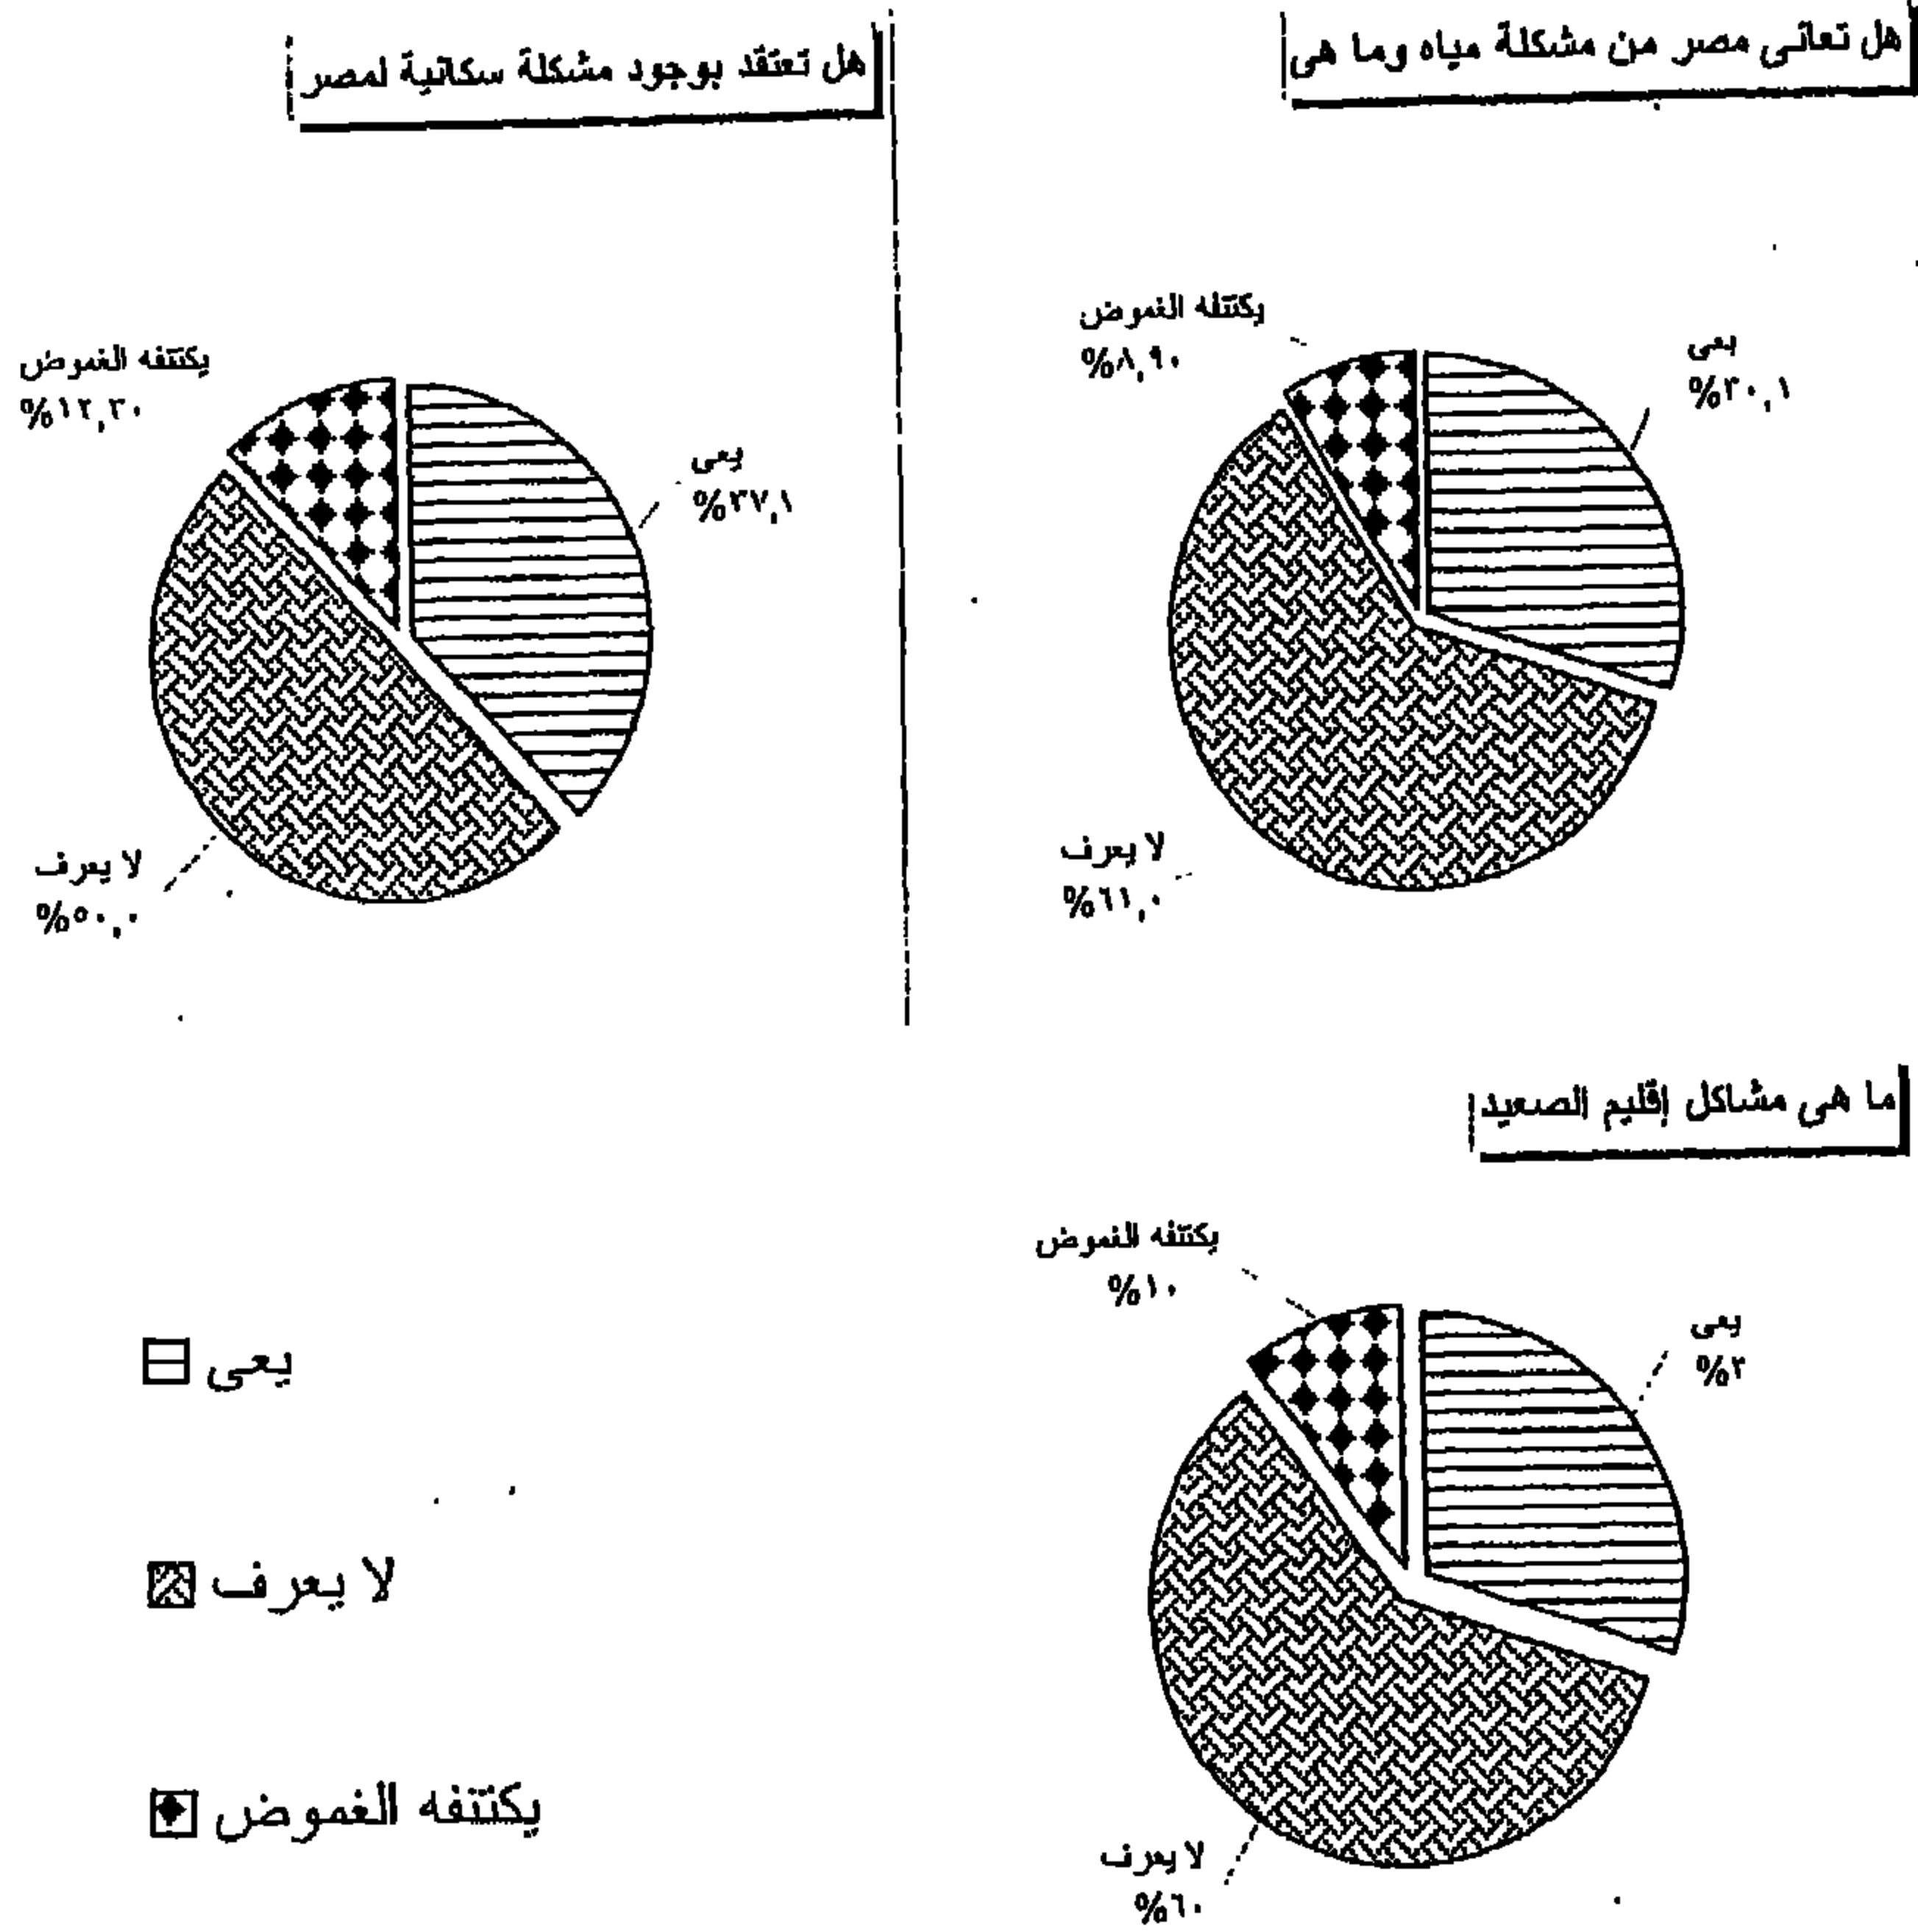 هل تعانى مصر من مشكلة مياه وما هى
يكتنفه الغموض
%٨,٩٠
يعى
%٣٠,١
لا يعرف
%٦١,٠
هل تعتقد بوجود مشكلة سكانية لمصر
يكتنفه الغموض
%١٢,٣٠
يعى
%٣٧,١
لا يعرف
%٥٠,٠
ما هى مشاكل إقليم الصعيد
يكتنفه الغموض
%١٠
يعى
%٣
لا يعرف
%٦٠
يعى
لا يعرف
يكتنفه الغموض